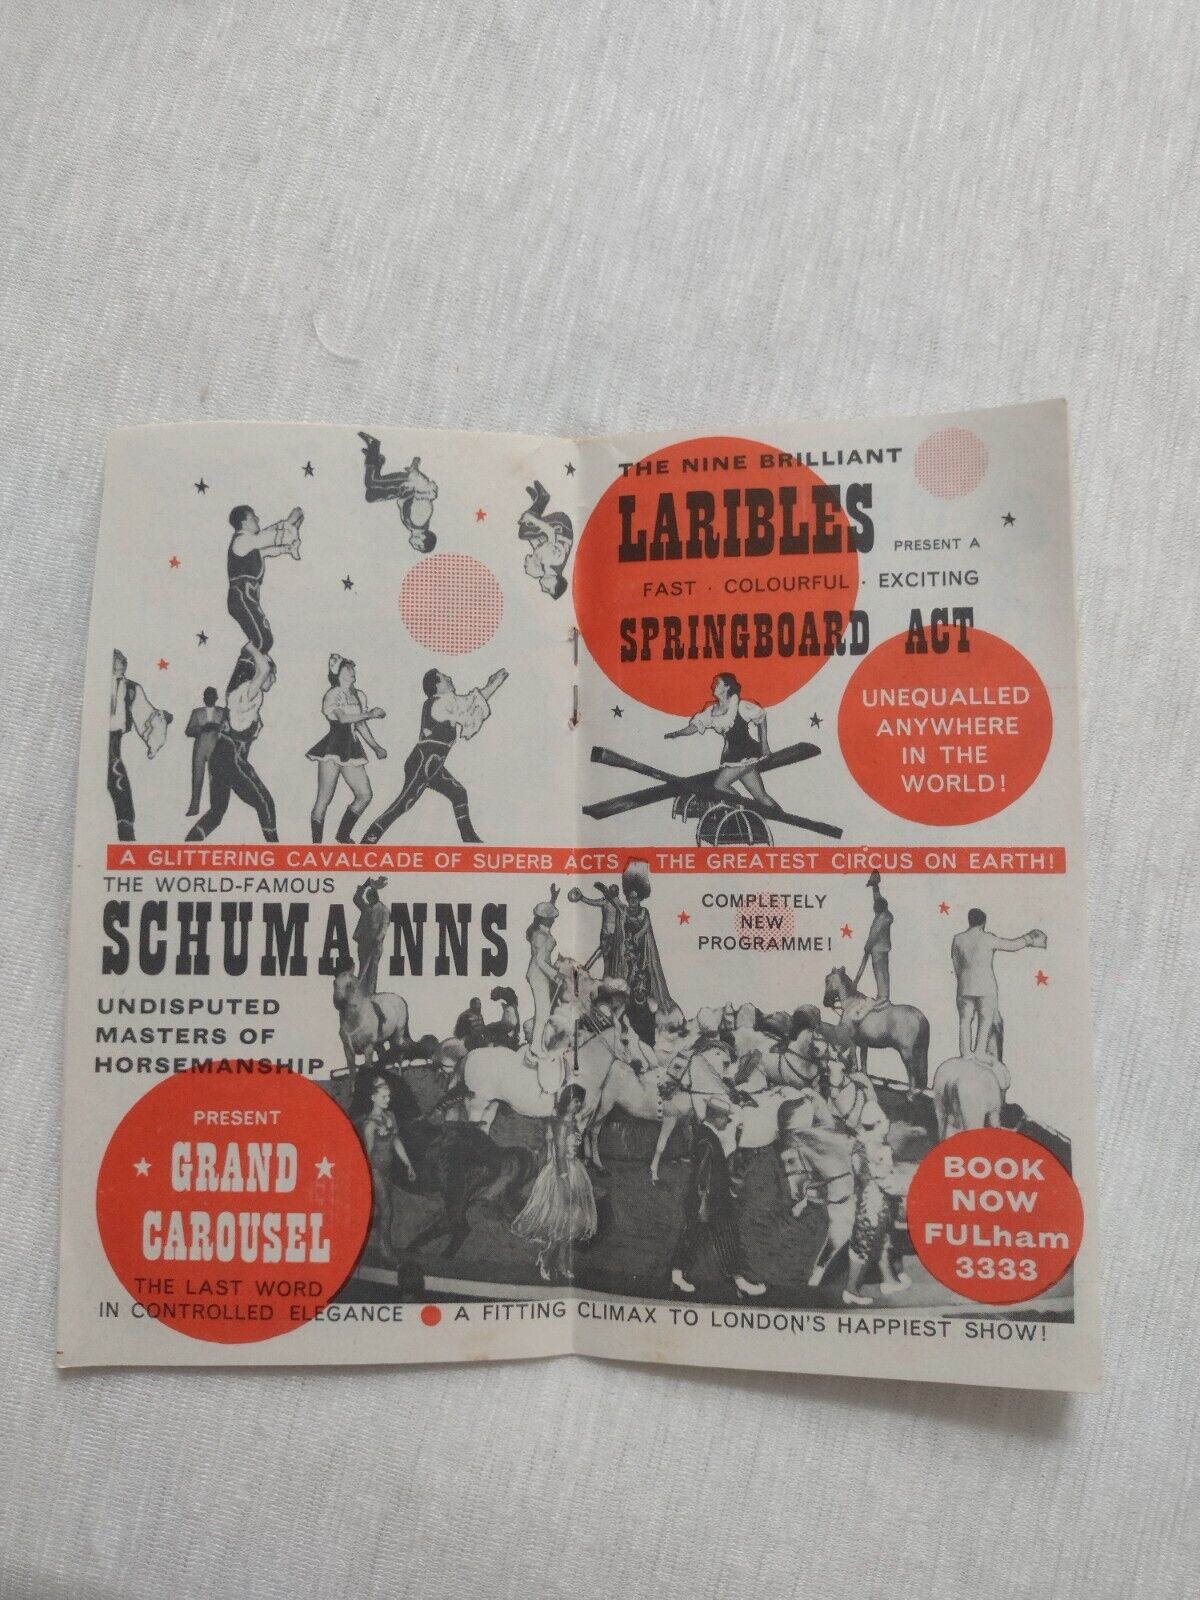 THE NINE BRILLIANT
LARIBLES
PRESENT A
FAST · COLOURFUL · EXCITING
SPRINGBOARD ACT
UNEQUALLED
ANYWHERE
IN THE
WORLD!
A GLITTERING CAVALCADE OF SUPERB ACTS THE GREATEST CIRCUS ON EARTH!
THE WORLD-FAMOUS
SCHUMANNS
UNDISPUTED
MASTERS OF
HORSEMANSHIP
PRESENT
GRAND
CAROUSEL
THE LAST WORD
IN CONTROLLED ELEGANCE ● A FITTING CLIMAX TO LONDON'S HAPPIEST SHOW!
COMPLETELY
NEW
PROGRAMME!
BOOK
NOW
FULham
3333